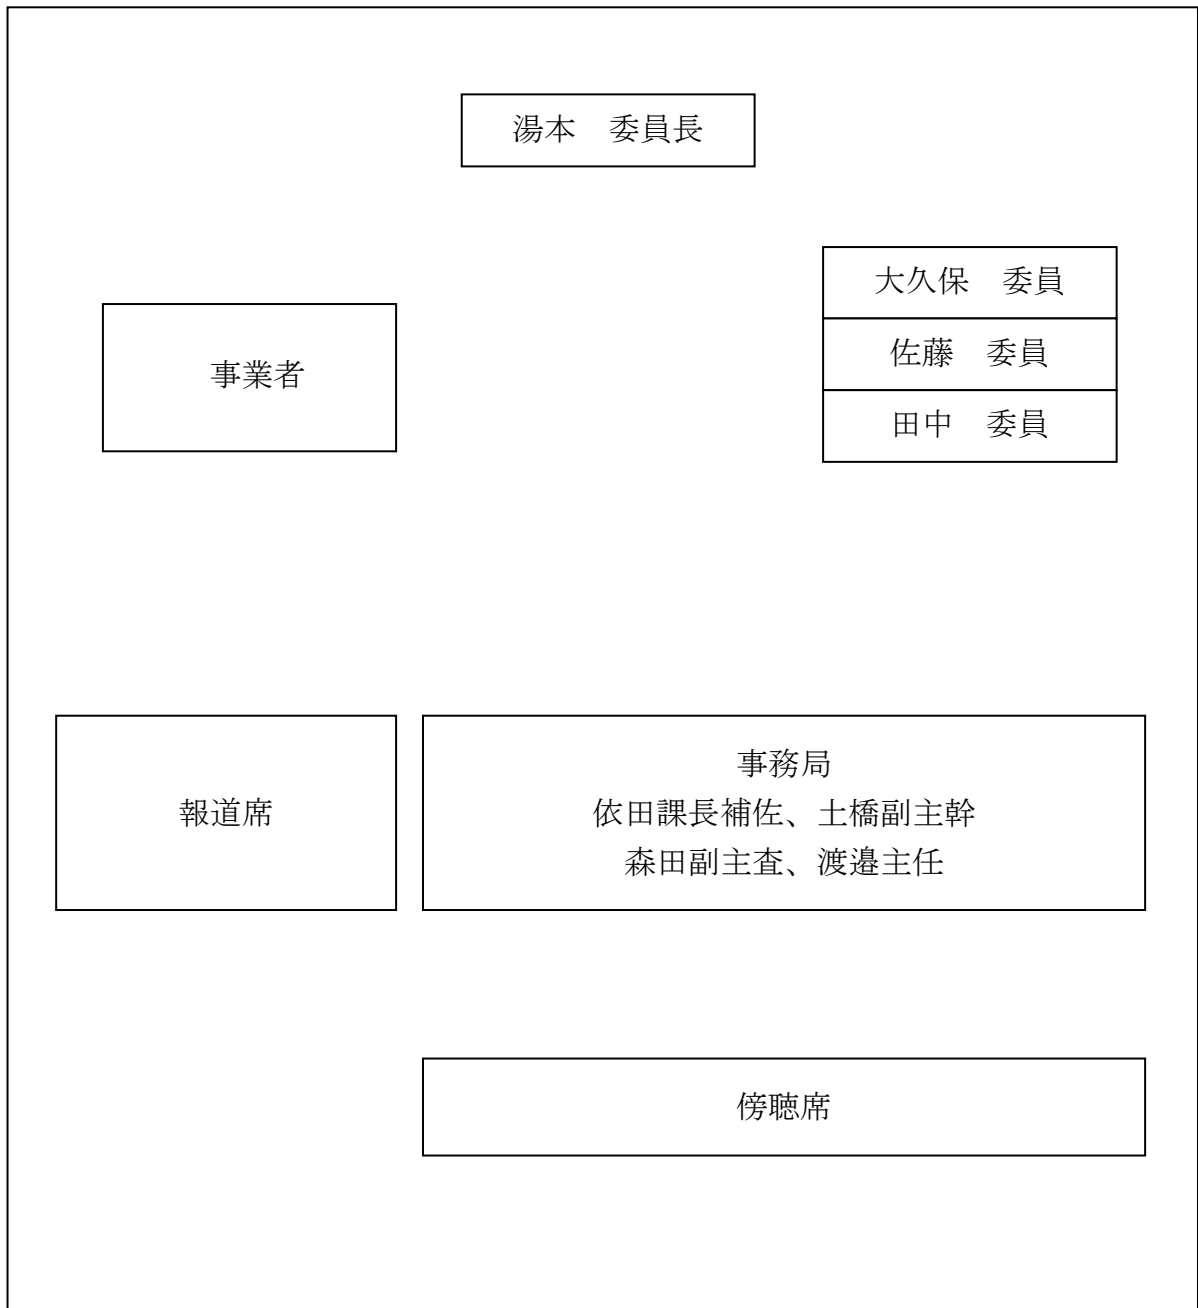 湯本　委員長
大久保　委員
佐藤　委員
田中　委員
事業者
報道席
事務局
依田課長補佐、土橋副主幹
森田副主査、渡邉主任
傍聴席